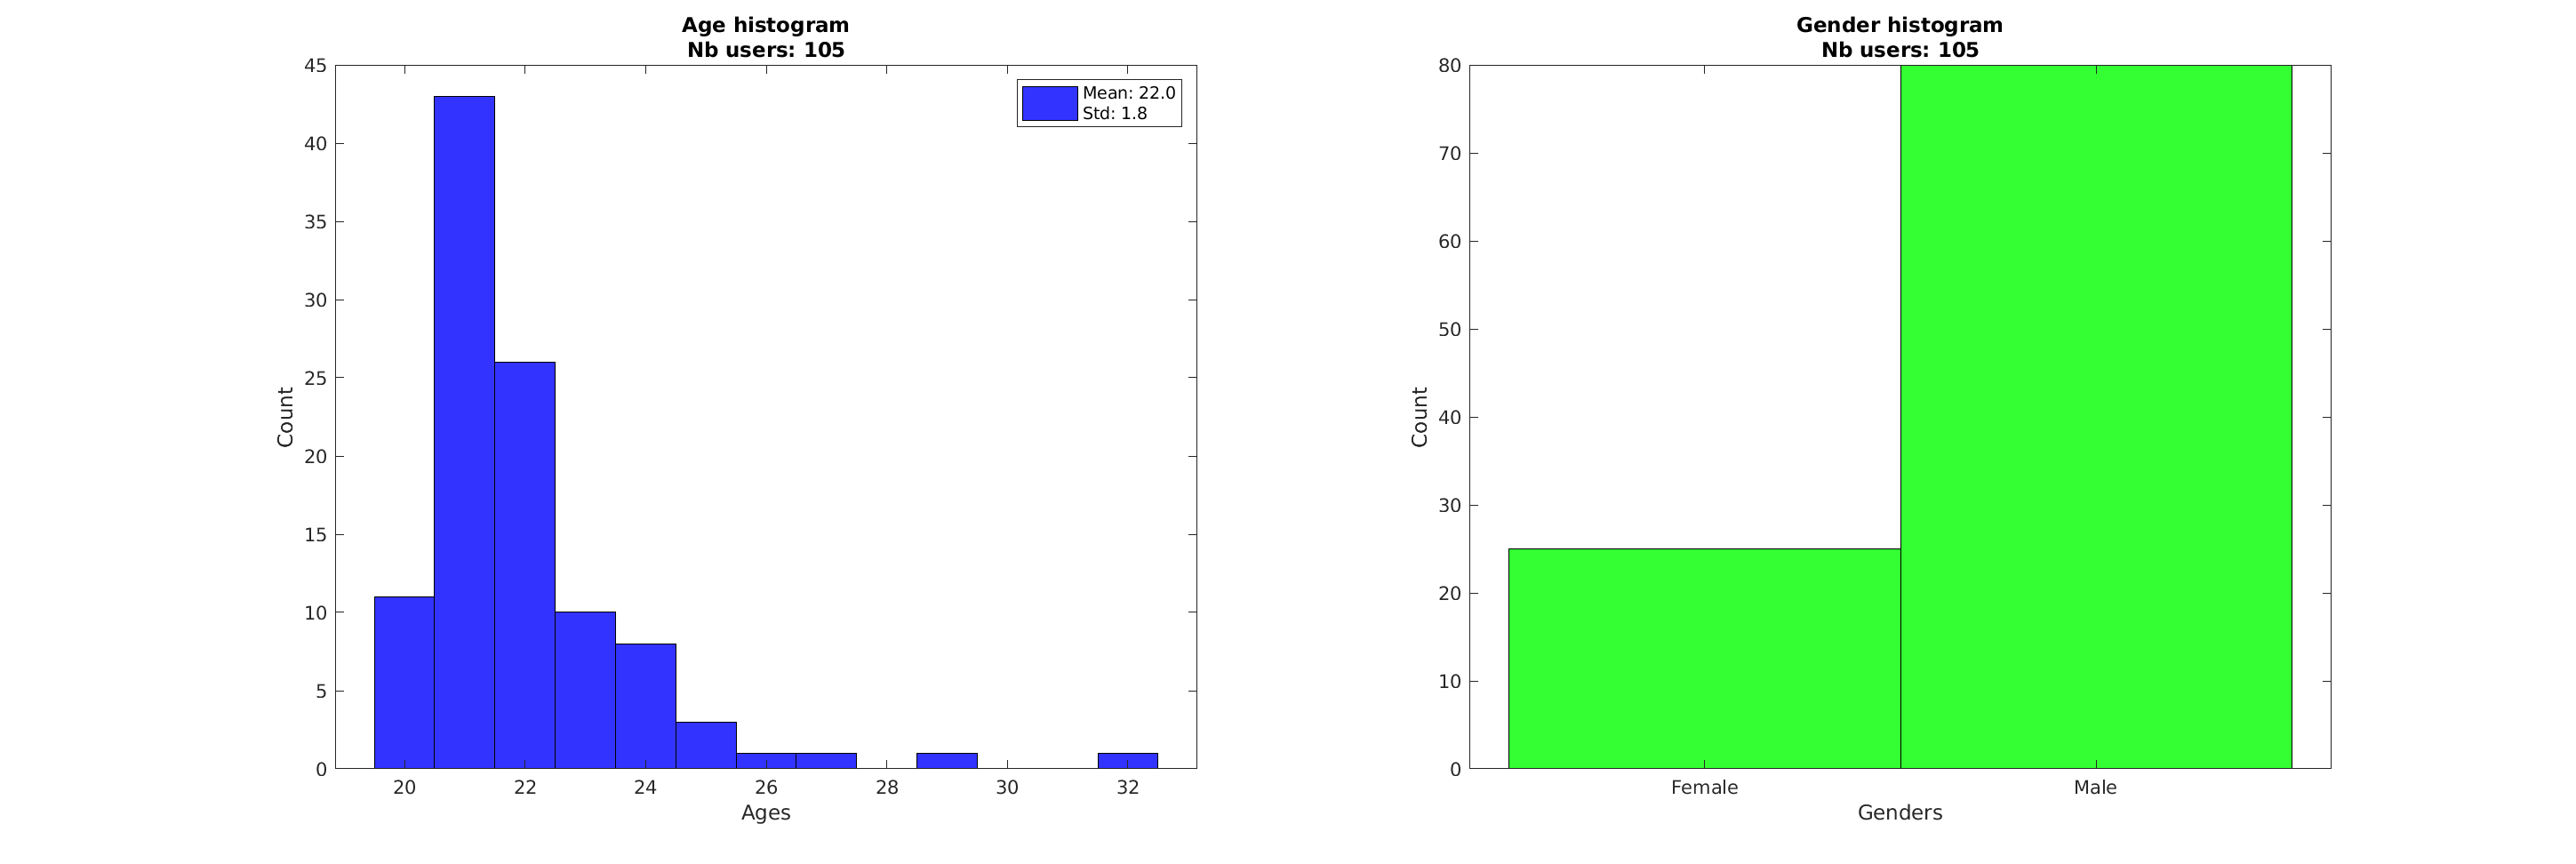 Age histogram
Nb users: 105
45
40
35
30
25
20
15
10
5
0
Count
Mean: 22.0
Std: 1.8
20 22 24 26 28 30 32
Ages
Gender histogram
Nb users: 105
80
70
60
50
40
30
20
10
0
Count
Female Male
Genders